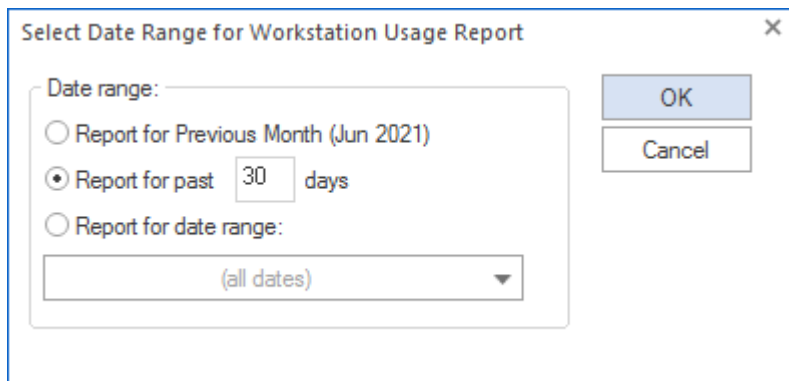 Select Date Range for Workstation Usage Report
Date range:
OK
Report for Previous Month (Jun 2021)
Cancel
Report for past 30 days
Report for date range:
(all dates)